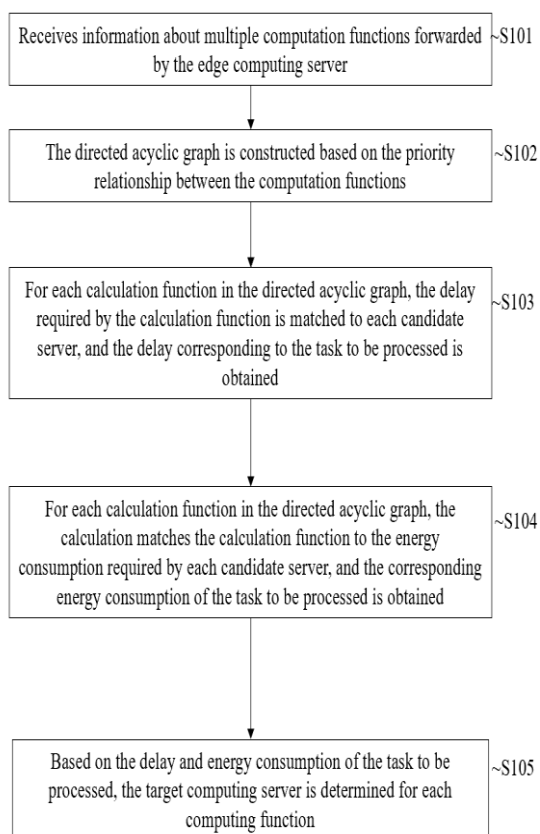 Receives information about multiple computation functions forwarded ~S101
by the edge computing server
The directed acyclic graph is constructed based on the priority ~S102
relationship between the computation functions
For each calculation function in the directed acyclic graph, the delay ~S103
required by the calculation function is matched to each candidate
server, and the delay corresponding to the task to be processed is
obtained
For each calculation function in the directed acyclic graph, the ~S104
calculation matches the calculation function to the energy
consumption required by each candidate server, and the corresponding
energy consumption of the task to be processed is obtained
Based on the delay and energy consumption of the task to be ~S105
processed, the target computing server is determined for each
computing function